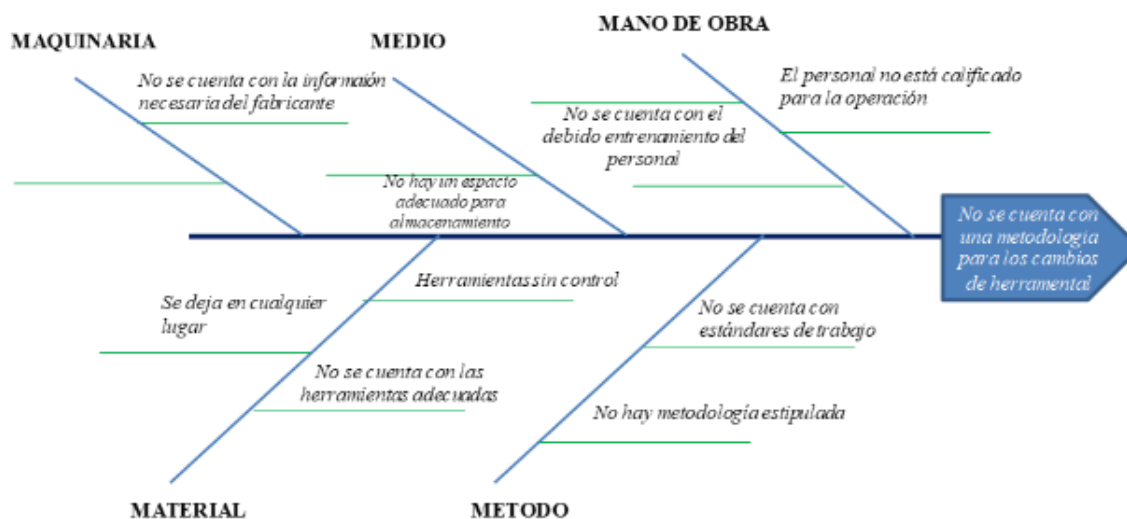 MANO DE OBRA
MAQUINARIA
MEDIO
No se cuenta con la informaión
necesaria del fabricante
El personal no está calificado
para la operación
No se cuenta con el
debido entrenamiento del
personal
No hay un espacio
adecuado para
almacenamiento
No se cuenta con
una metodologia
para los cambios
de herramental
Herramientas sin control
Se deja en cualquier
lugar
No se cuenta con
estándares de trabajo
No se cuenta con las
herramientas adecuadas
No hay metodología estipulada
MATERIAL
METODO